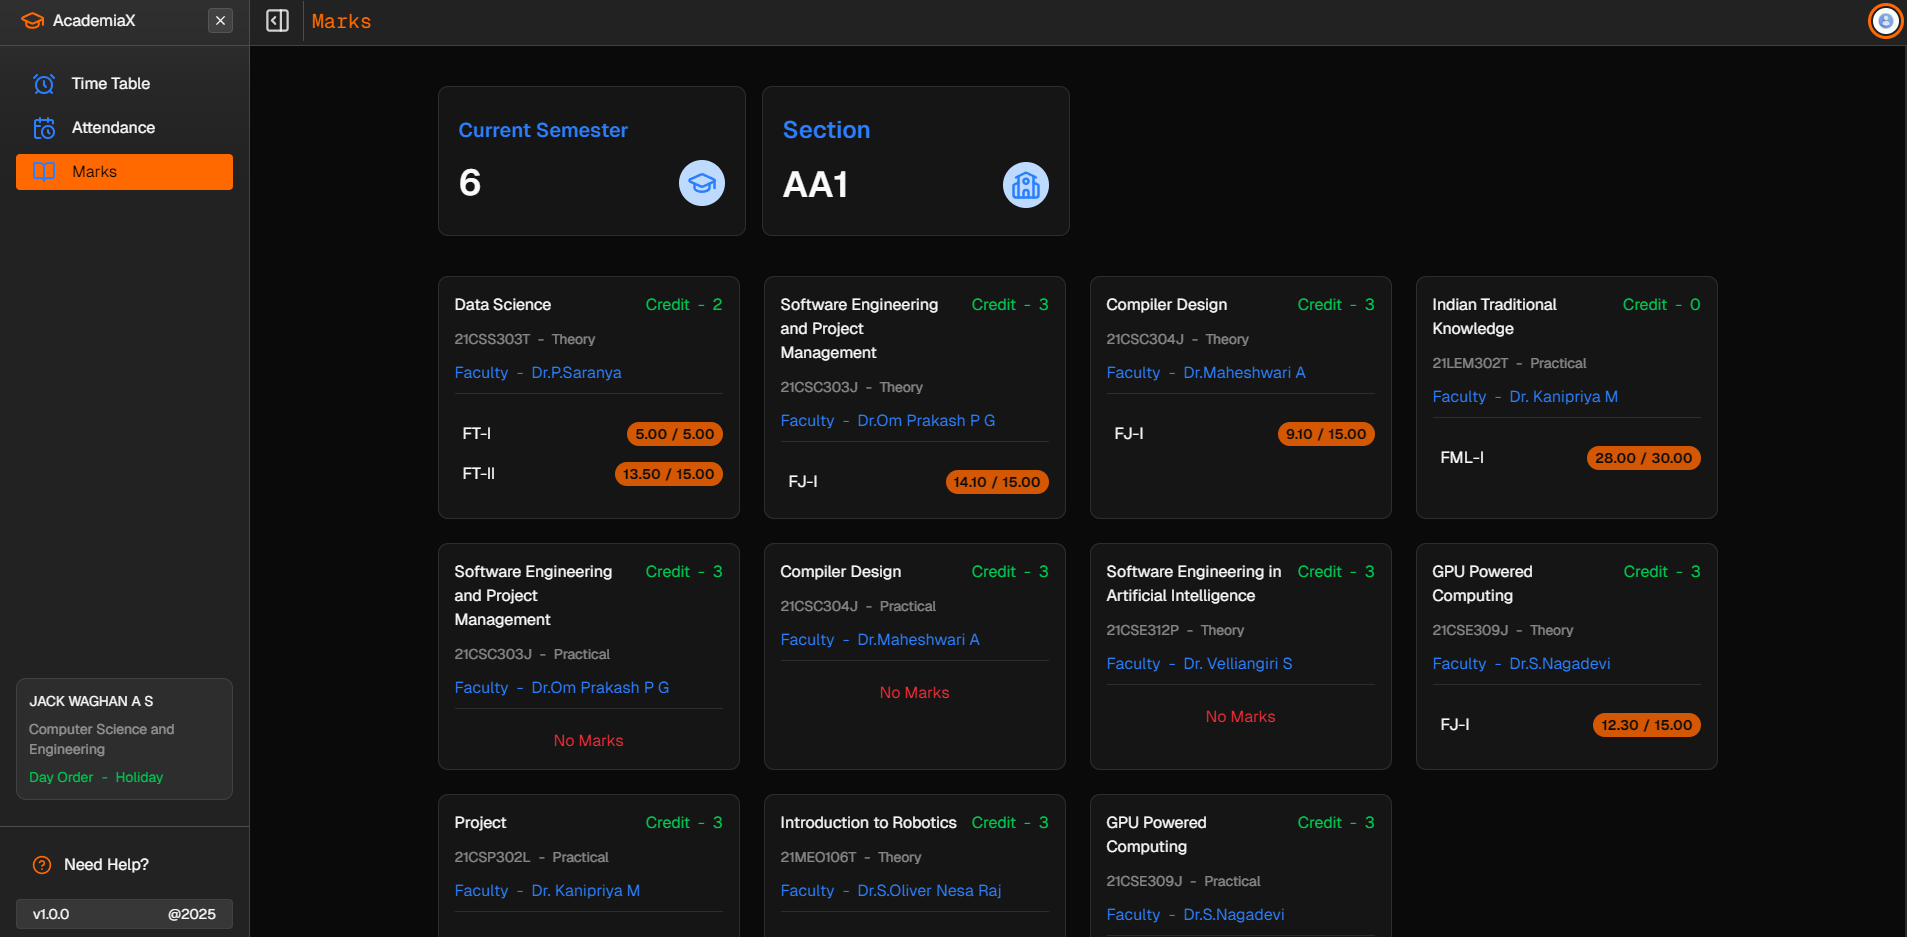 AcademiaX
Marks
Time Table
Attendance
Marks
Current Semester
6
Section
AA1
Data Science Credit - 2
21CSS303T - Theory
Faculty - Dr.P.Saranya
FT-I 5.00 / 5.00
FT-II 13.50 / 15.00
Software Engineering Credit - 3
and Project
Management
21CSC303J - Theory
Faculty - Dr.Om Prakash P G
FJ-I 14.10 / 15.00
Compiler Design Credit - 3
21CSC304J - Theory
Faculty - Dr.Maheshwari A
FJ-I 9.10 / 15.00
Indian Traditional Credit - 0
Knowledge
21LEM302T - Practical
Faculty - Dr. Kanipriya M
FML-I 28.00 / 30.00
Software Engineering Credit - 3
and Project
Management
21CSC303J - Practical
Faculty - Dr.Om Prakash P G
No Marks
Compiler Design Credit - 3
21CSC304J - Practical
Faculty - Dr.Maheshwari A
No Marks
Software Engineering in Credit - 3
Artificial Intelligence
21CSE312P - Theory
Faculty - Dr. Velliangiri S
No Marks
GPU Powered Credit - 3
Computing
21CSE309J - Theory
Faculty - Dr.S.Nagadevi
FJ-I 12.30 / 15.00
Project Credit - 3
21CSP302L - Practical
Faculty - Dr. Kanipriya M
Introduction to Robotics Credit - 3
21MEO106T - Theory
Faculty - Dr.S.Oliver Nesa Raj
GPU Powered Credit - 3
Computing
21CSE309J - Practical
Faculty - Dr.S.Nagadevi
JACK WAGHAN A S
Computer Science and
Engineering
Day Order - Holiday
Need Help?
v1.0.0 @2025